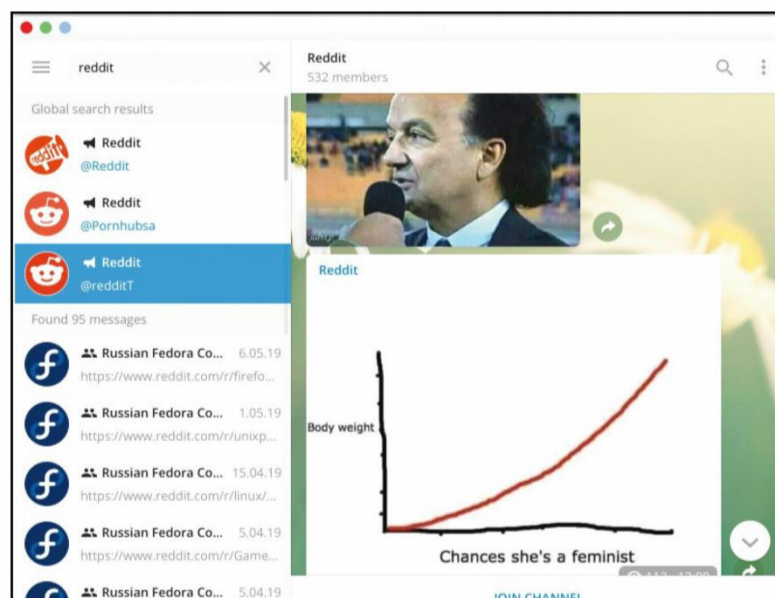 reddit
Reddit
532 members
Global search results
Reddit
@Reddit
Reddit
@Pornhubsa
Reddit
@redditT
Found 95 messages
Russian Fedora Co... 6.05.19
https://www.reddit.com/r/firefo...
Russian Fedora Co... 1.05.19
https://www.reddit.com/r/unixp...
Russian Fedora Co... 15.04.19
https://www.reddit.com/r/linux/...
Russian Fedora Co... 5.04.19
https://www.reddit.com/r/Game...
Russian Fedora Co... 5.04.19
reddit
Reddit
Body weight
Chances she's a feminist
JOIN CHANNEL